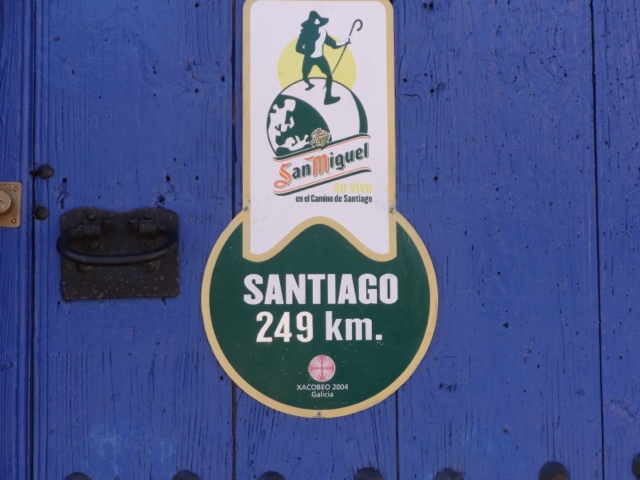 San Miguel
se vive
en el Camino de Santiago
SANTIAGO
249 km.
XACOBEO 2004
Galicia